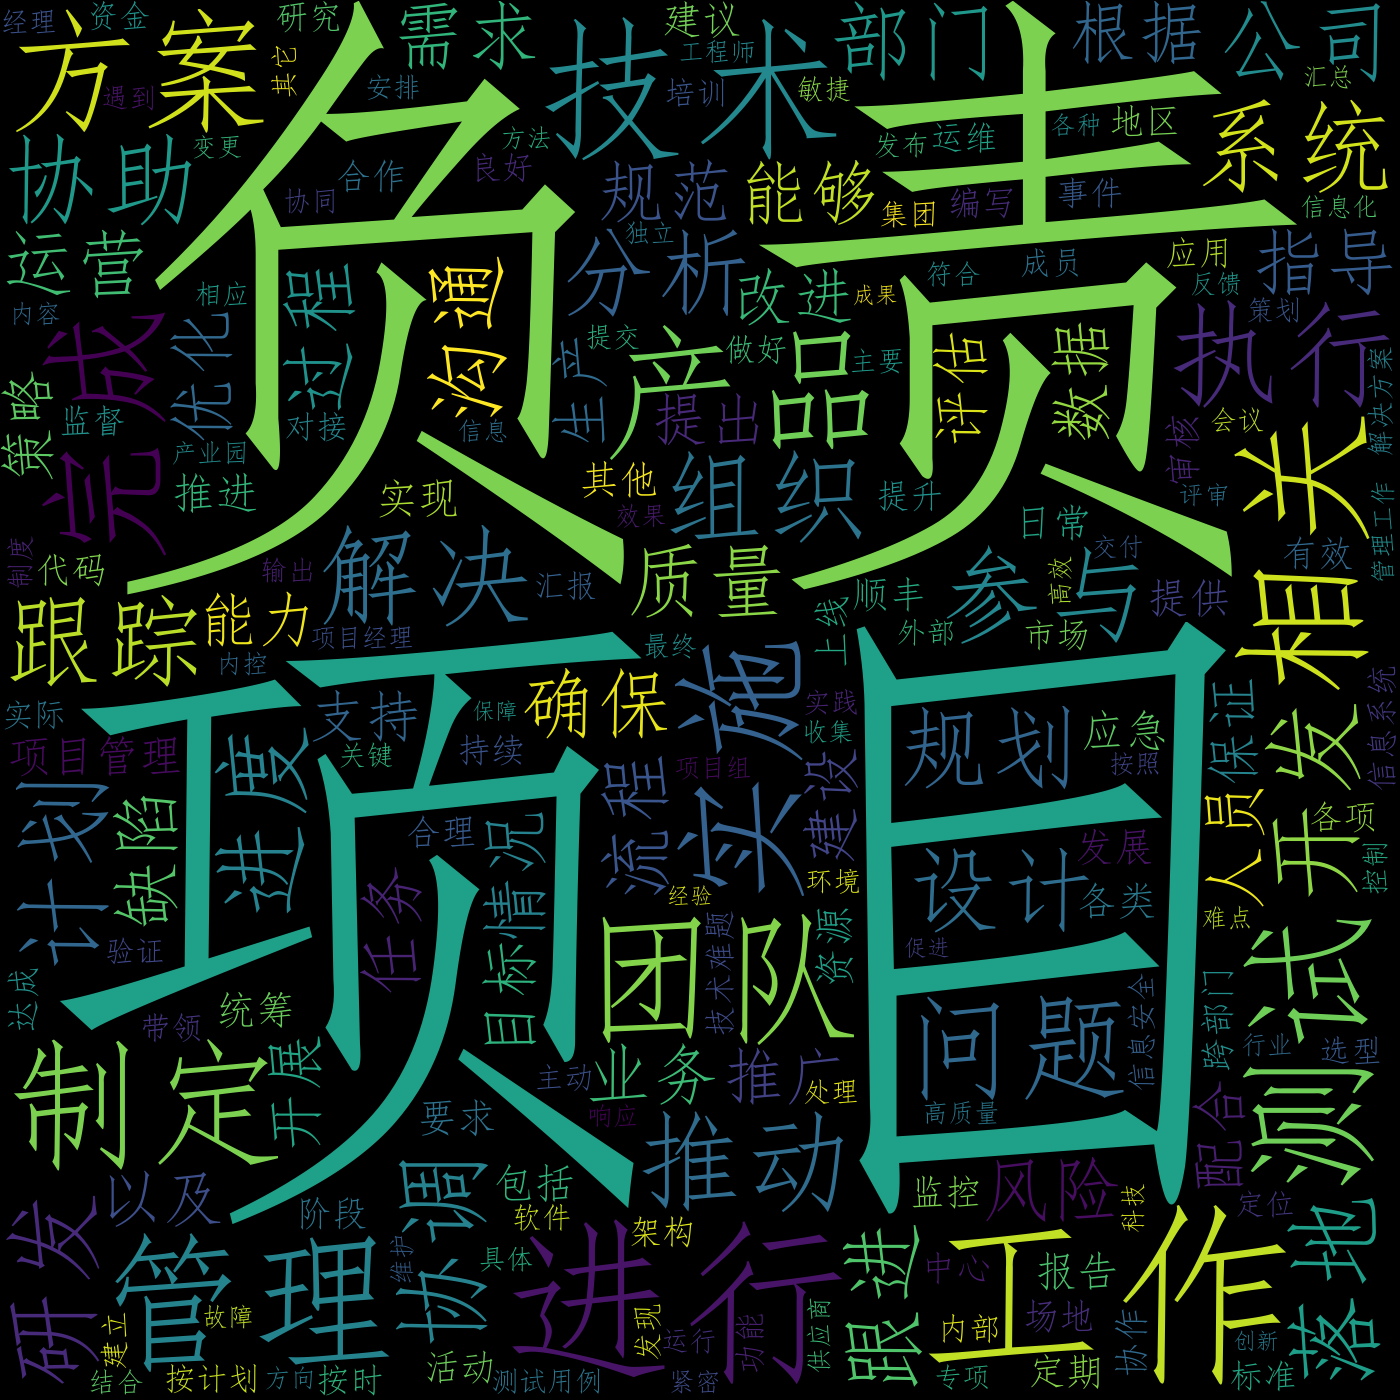 经理
资金
研究
需求
建议
部门
根据
公司
方案
其它
工程师
技术
遇到
安排
培训
敏捷
汇总
负责
方法
发布
运维
各种
地区
系统
协助
变更
合作
良好
规范
能够
协同
集团
编写
事件
信息化
运营
独立
分析
成员
应用
指导
过程
沟通
符合
反馈
内容
相应
改进
成果
策划
完成
优化
提交
做好
主要
评估
数据
执行
产品
策略
监督
对接
信息
生产
提出
审核
会议
解决方案
产业园
推进
实现
其他
组织
提升
评审
相关
效果
日常
管理工作
制度
代码
输出
解决
汇报
质量
参与
交付
有效
高效
跟踪
能力
项目经理
顺丰
提供
上线
外部
市场
内控
最终
项目
实际
支持
保障
确保
实施
实践
规划
应急
保证
信息系统
项目管理
进度
关键
持续
收集
按照
项目组
计划
缺陷
合理
情况
流程
建设
设计
发展
人员
各项
开发
任务
经验
环境
各类
控制
验证
目标
团队
技术难题
资源
促进
难点
测试
达成
统筹
问题
信息安全
跨部门
带领
行业
选型
制定
开展
主动
业务
推广
处理
响应
高质量
要求
推动
配合
研发
以及
协调
包括
监控
风险
定位
阶段
软件
架构
科技
落地
管理
维护
具体
进行
跟进
中心
报告
工作
建立
故障
发现
运行
功能
供应商
内部
场地
协作
创新
结合
按计划
方向
按时
活动
测试用例
紧密
专项
定期
标准